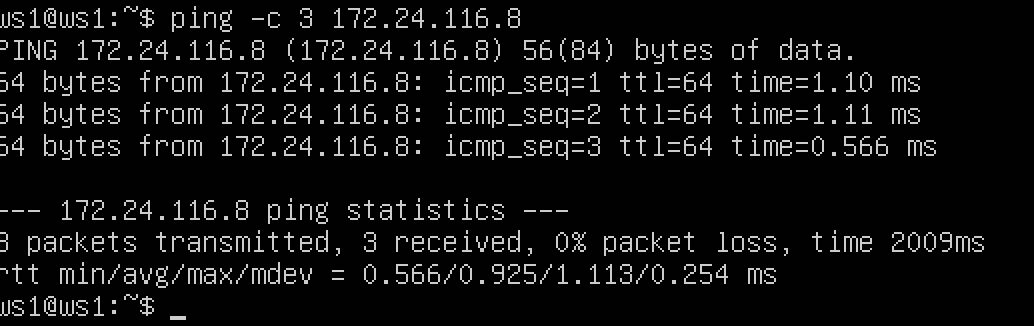 ws1@ws1:~$ ping -c 3 172.24.116.8
PING 172.24.116.8 (172.24.116.8) 56(84) bytes of data.
64 bytes from 172.24.116.8: icmp_seq=1 ttl=64 time=1.10 ms
64 bytes from 172.24.116.8: icmp_seq=2 ttl=64 time=1.11 ms
64 bytes from 172.24.116.8: icmp_seq=3 ttl=64 time=0.566 ms
--- 172.24.116.8 ping statistics ---
3 packets transmitted, 3 received, 0% packet loss, time 2009ms
rtt min/avg/max/mdev = 0.566/0.925/1.113/0.254 ms
ws1@ws1:~$ _